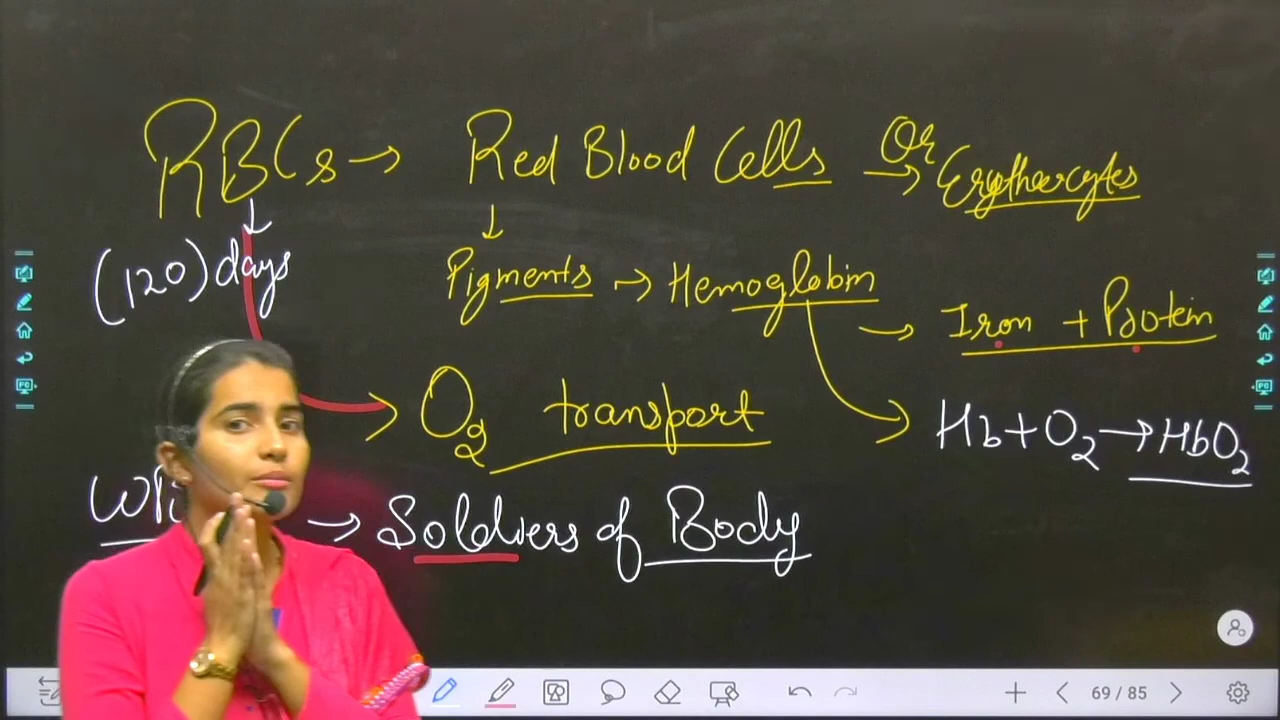 RBCs → Red Blood Cells → Or Erythrocytes
(120) days
Pigments → Hemoglobin
→ Iron + Protein
O2 transport
Hb + O2 → HbO2
→ Soldiers of Body
69 / 85